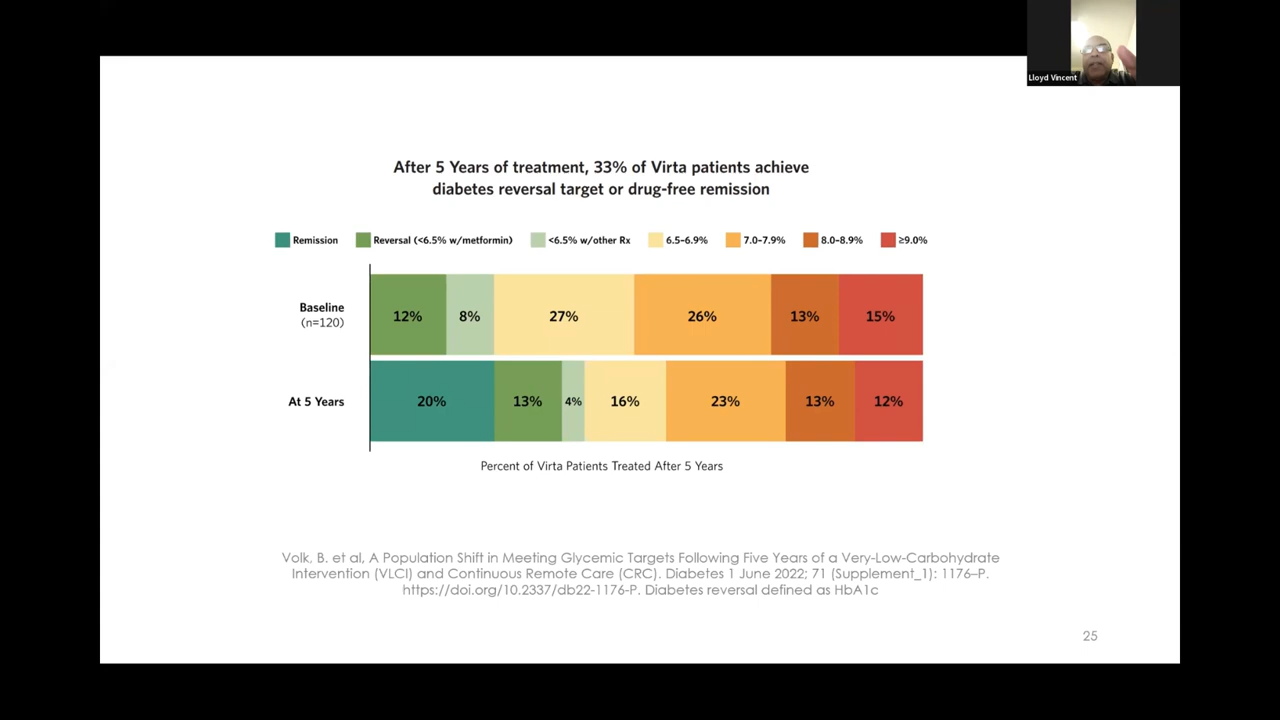 Lloyd Vincent
After 5 Years of treatment, 33% of Virta patients achieve
diabetes reversal target or drug-free remission
Remission Reversal (<6.5% w/metformin) <6.5% w/other Rx 6.5–6.9% 7.0–7.9% 8.0–8.9% ≥9.0%
Baseline
(n=120)
12% 8% 27% 26% 13% 15%
At 5 Years
20% 13% 4% 16% 23% 13% 12%
Percent of Virta Patients Treated After 5 Years
Volk, B. et al, A Population Shift in Meeting Glycemic Targets Following Five Years of a Very-Low-Carbohydrate
Intervention (VLCI) and Continuous Remote Care (CRC). Diabetes 1 June 2022; 71 (Supplement_1): 1176–P.
https://doi.org/10.2337/db22-1176-P. Diabetes reversal defined as HbA1c
25